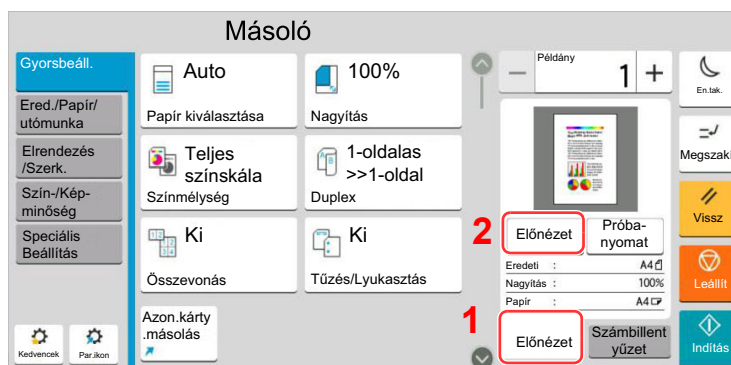 Másoló
Gyorsbeáll.
Ered./Papír/
utómunka
Elrendezés
/Szerk.
Szín-/Kép-
minőség
Speciális
Beállítás
Kedvencek
Par.ikon
Auto
Papír kiválasztása
100%
Nagyítás
Teljes
színskála
Színmélység
1-oldalas
>>1-oldal
Duplex
Ki
Összevonás
Ki
Tűzés/Lyukasztás
Azon.kárty
.másolás
Példány
1
2
Előnézet
Próba-
nyomat
Eredeti : A4
Nagyítás : 100%
Papír : A4
1
Előnézet
Számbillent
yűzet
En.tak.
Megszakí
Vissz
Leállít
Indítás